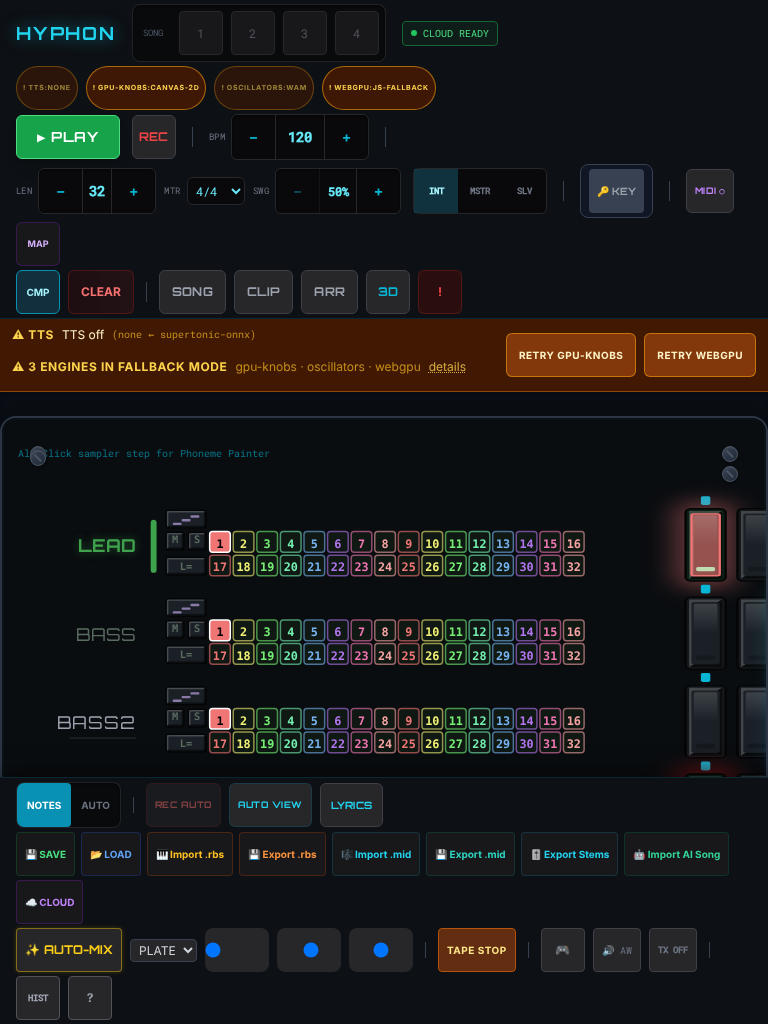 HYPHON SONG 1 2 3 4 CLOUD READY
! TTS:NONE ! GPU-KNOBS:CANVAS-2D ! OSCILLATORS:WAM ! WEBGPU:JS-FALLBACK
▶ PLAY REC BPM − 120 +
LEN − 32 + MTR 4/4 SWG − 50% + INT MSTR SLV 🔑 KEY MIDI ○
MAP
CMP CLEAR SONG CLIP ARR 3D !
⚠ TTS TTS off (none ← supertonic-onnx)
⚠ 3 ENGINES IN FALLBACK MODE gpu-knobs · oscillators · webgpu details
RETRY GPU-KNOBS RETRY WEBGPU
Click sampler step for Phoneme Painter
LEAD M S 1 2 3 4 5 6 7 8 9 10 11 12 13 14 15 16
L= 17 18 19 20 21 22 23 24 25 26 27 28 29 30 31 32
BASS M S 1 2 3 4 5 6 7 8 9 10 11 12 13 14 15 16
L= 17 18 19 20 21 22 23 24 25 26 27 28 29 30 31 32
BASS2 M S 1 2 3 4 5 6 7 8 9 10 11 12 13 14 15 16
L= 17 18 19 20 21 22 23 24 25 26 27 28 29 30 31 32
NOTES AUTO REC AUTO AUTO VIEW LYRICS
💾 SAVE 📂 LOAD 🎹 Import .rbs 💾 Export .rbs 🎼 Import .mid 💾 Export .mid 🎚 Export Stems 🤖 Import AI Song
☁️ CLOUD
✨ AUTO-MIX PLATE TAPE STOP 🎮 🔊 AW TX OFF
HIST ?